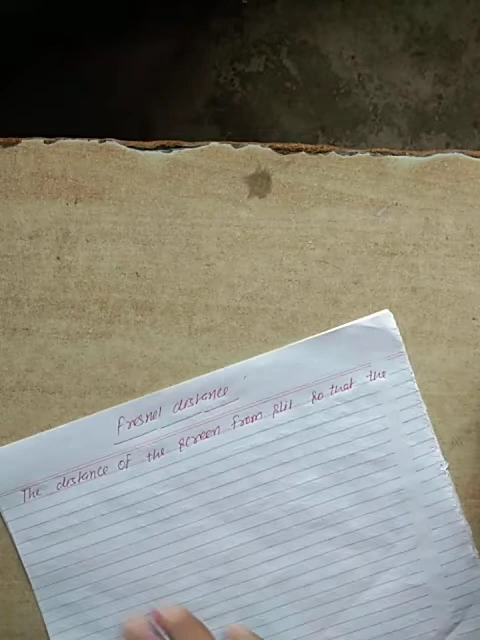 fresnel distance
The distance of the screen from slit so that the